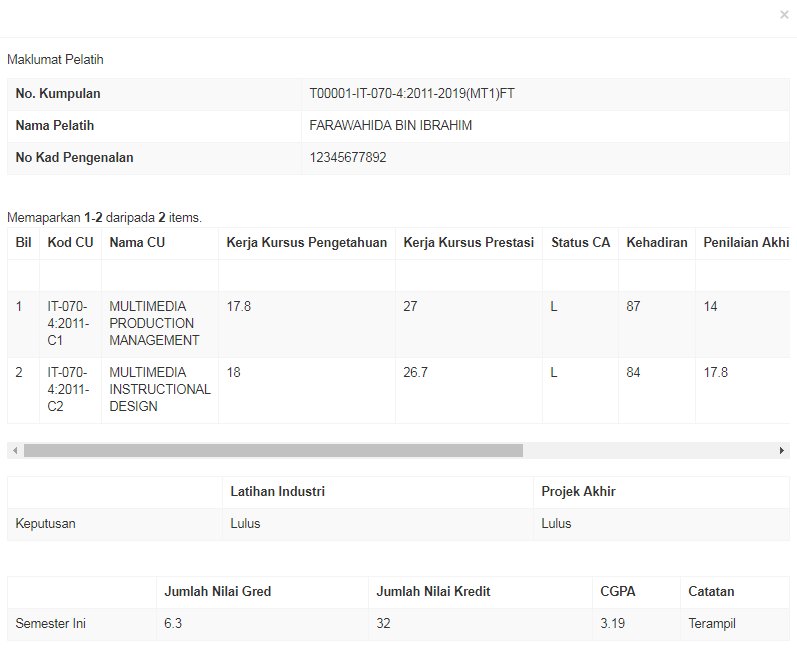 ×
Maklumat Pelatih
No. Kumpulan T00001-IT-070-4:2011-2019(MT1)FT
Nama Pelatih FARAWAHIDA BIN IBRAHIM
No Kad Pengenalan 12345677892
Memaparkan 1-2 daripada 2 items.
Bil Kod CU Nama CU Kerja Kursus Pengetahuan Kerja Kursus Prestasi Status CA Kehadiran Penilaian Akhi
1 IT-070- MULTIMEDIA 17.8 27 L 87 14
4:2011- PRODUCTION
C1 MANAGEMENT
2 IT-070- MULTIMEDIA 18 26.7 L 84 17.8
4:2011- INSTRUCTIONAL
C2 DESIGN
Latihan Industri Projek Akhir
Keputusan Lulus Lulus
Jumlah Nilai Gred Jumlah Nilai Kredit CGPA Catatan
Semester Ini 6.3 32 3.19 Terampil